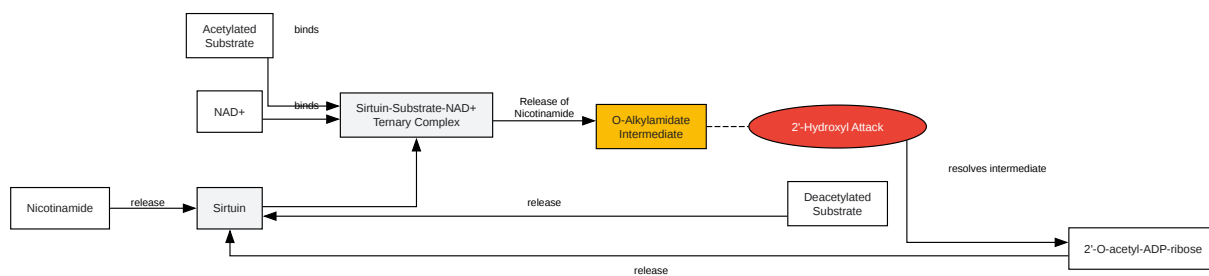 Acetylated
Substrate
binds
NAD+
binds
Sirtuin-Substrate-NAD+
Ternary Complex
Release of
Nicotinamide
O-Alkylamidate
Intermediate
2'-Hydroxyl Attack
resolves intermediate
Nicotinamide
release
Sirtuin
release
Deacetylated
Substrate
2'-O-acetyl-ADP-ribose
release